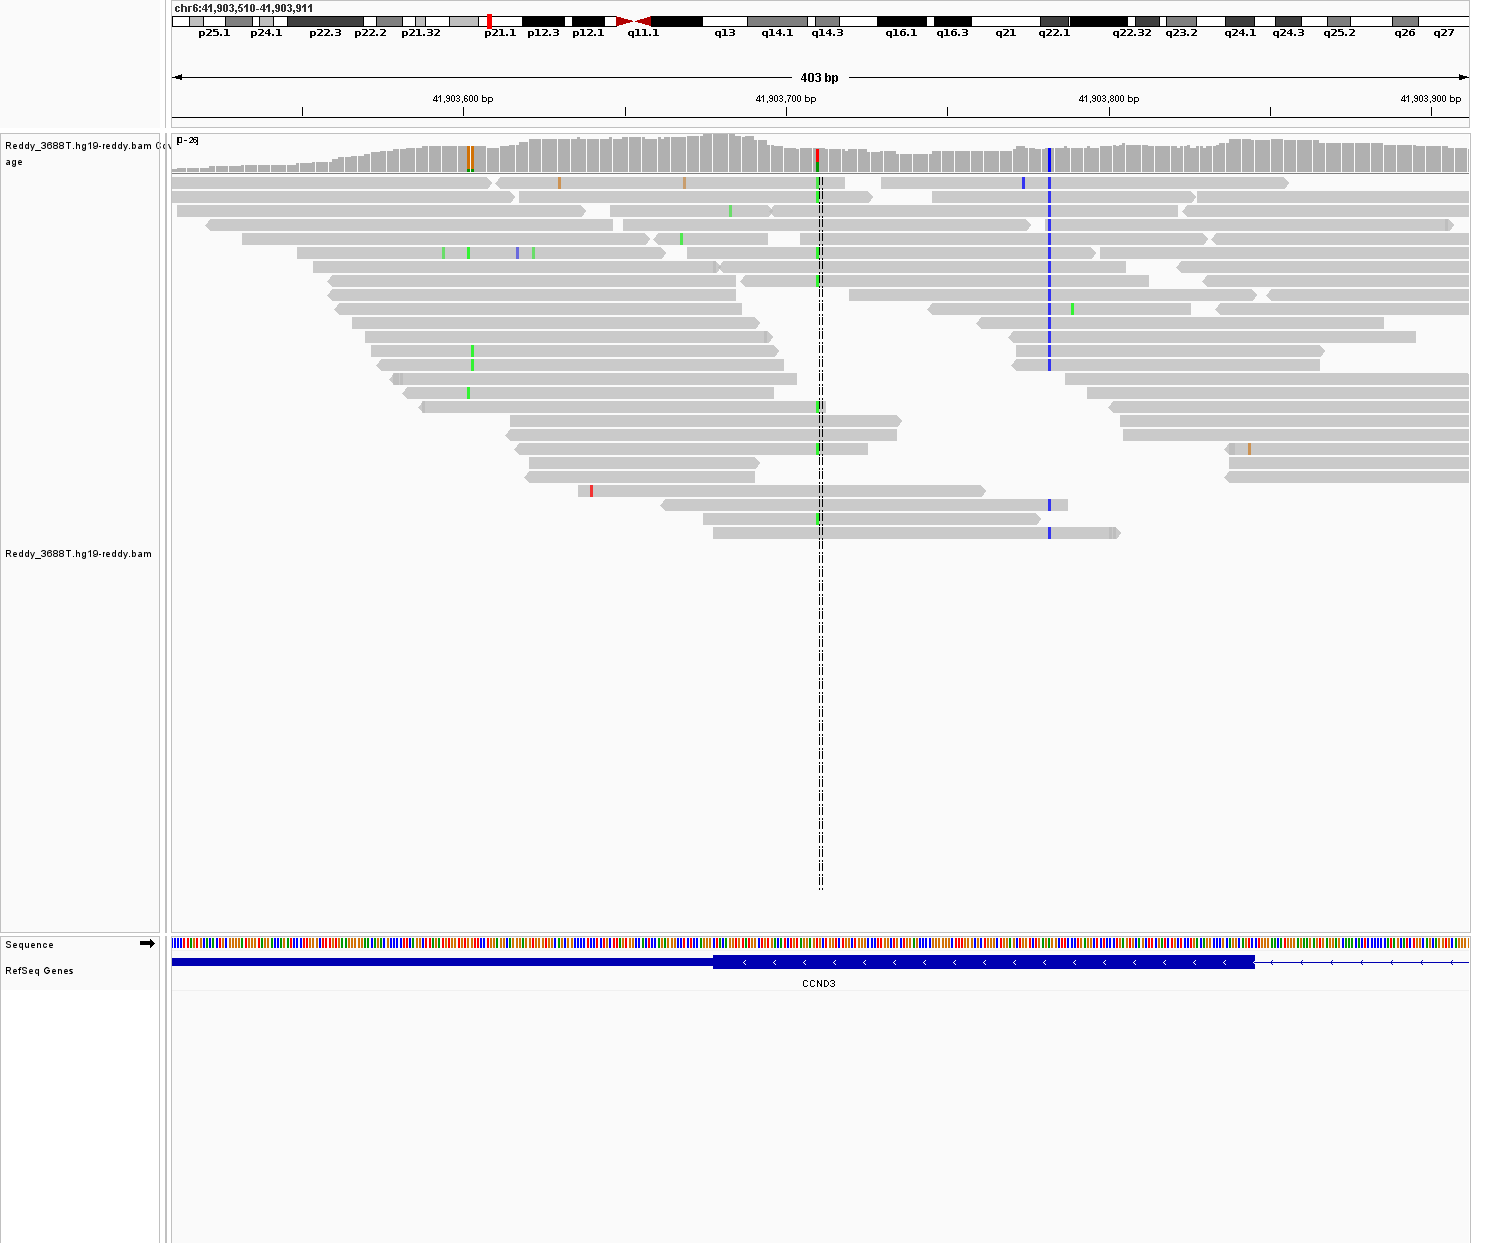 chr6:41,903,510-41,903,911
p25.1 p24.1 p22.3 p22.2 p21.32 p21.1 p12.3 p12.1 q11.1 q13 q14.1 q14.3 q16.1 q16.3 q21 q22.1 q22.32 q23.2 q24.1 q24.3 q25.2 q26 q27
403 bp
41,903,600 bp 41,903,700 bp 41,903,800 bp 41,903,900 bp
Reddy_3688T.hg19-reddy.bam Cov
age
[0-26]
Reddy_3688T.hg19-reddy.bam
Sequence
RefSeq Genes
CCND3